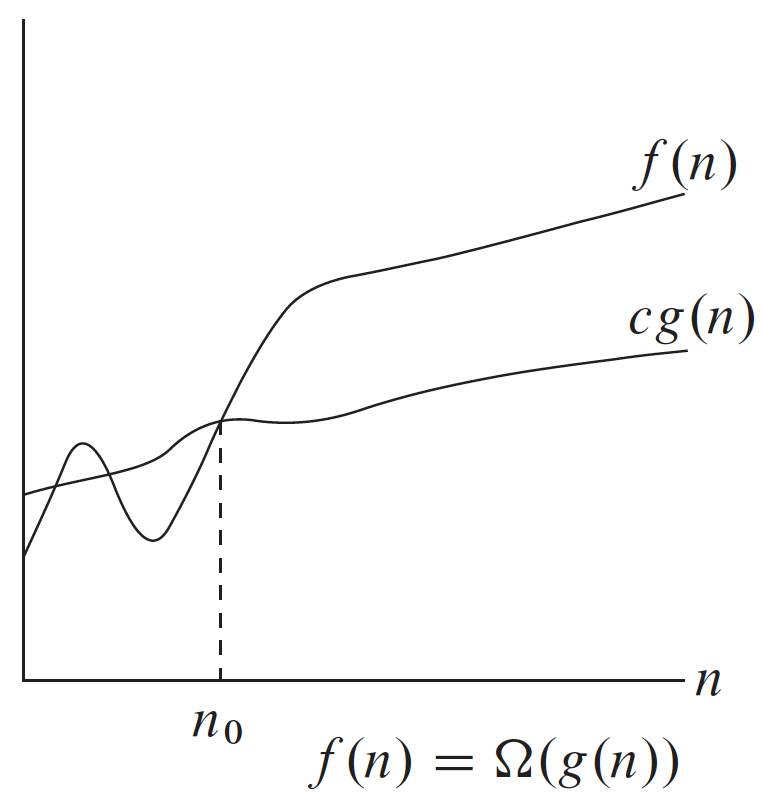 f(n)
cg(n)
n
n₀
f(n) = Ω(g(n))